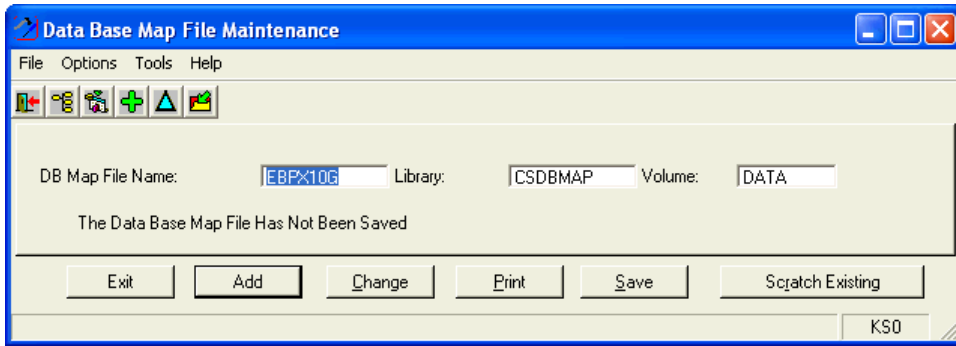 Data Base Map File Maintenance
File Options Tools Help
DB Map File Name: EBPX10G Library: CSDBMAP Volume: DATA
The Data Base Map File Has Not Been Saved
Exit Add Change Print Save Scratch Existing
KS0